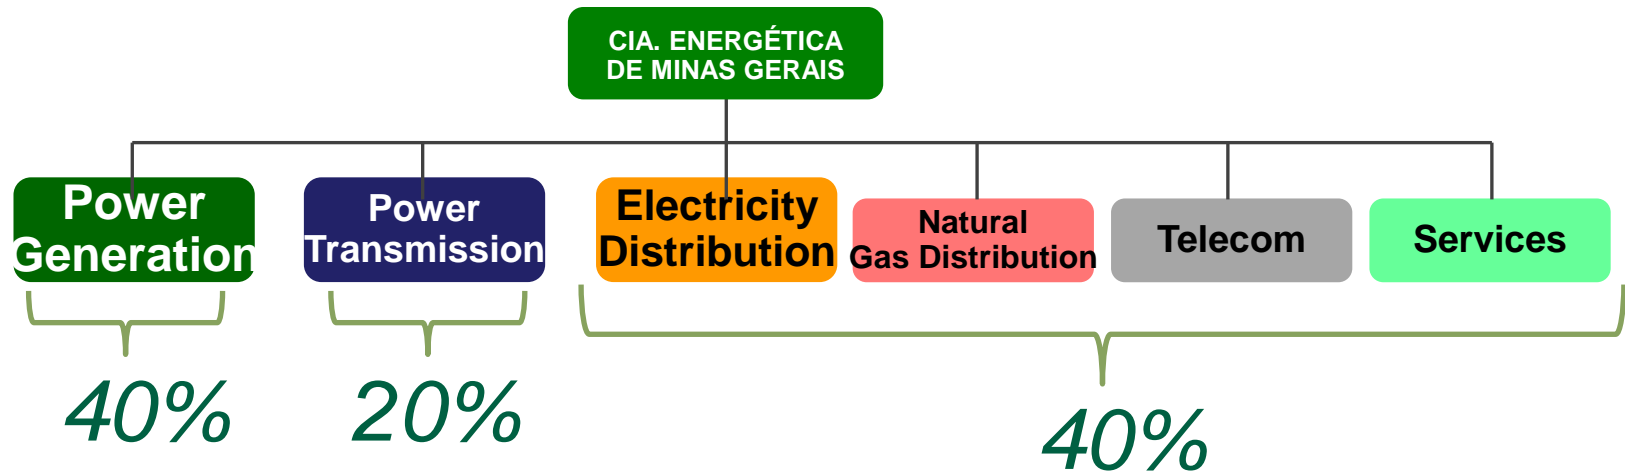 CIA. ENERGÉTICA
DE MINAS GERAIS
Power
Generation
Power
Transmission
Electricity
Distribution
Natural
Gas Distribution
Telecom
Services
40%
20%
40%